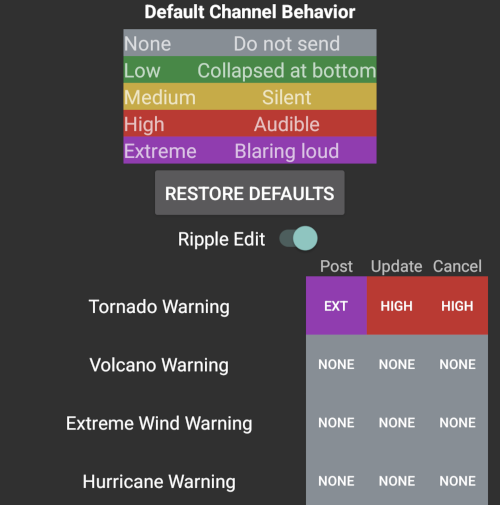 Default Channel Behavior
None Do not send
Low Collapsed at bottom
Medium Silent
High Audible
Extreme Blaring loud
RESTORE DEFAULTS
Ripple Edit
Post Update Cancel
Tornado Warning EXT HIGH HIGH
Volcano Warning NONE NONE NONE
Extreme Wind Warning NONE NONE NONE
Hurricane Warning NONE NONE NONE